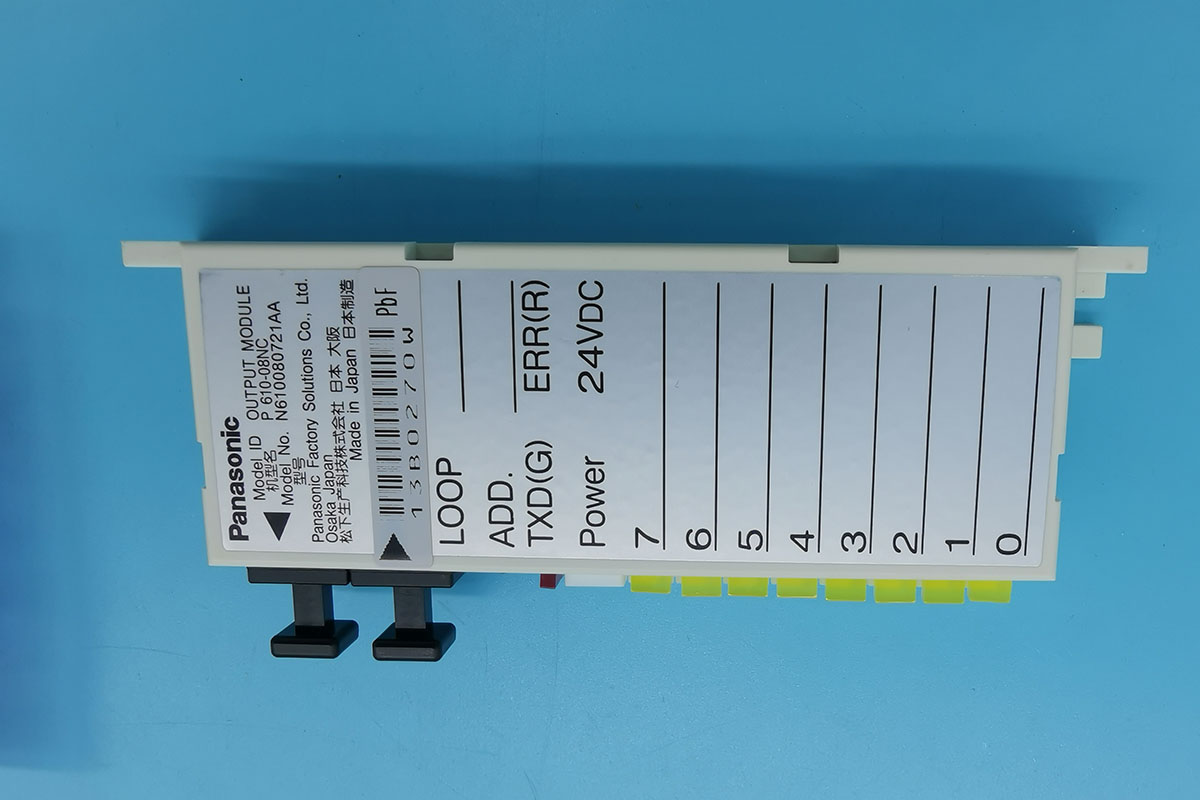 Panasonic
Model ID OUTPUT MODULE
机型名 P 610-08NC
Model No. N610080721AA
型号
Panasonic Factory Solutions Co., Ltd.
Osaka Japan
松下生产科技株式会社 日本 大阪
Made in Japan 日本制造
PbF
13B0270W
LOOP
ADD.
TXD(G) ERR(R)
Power 24VDC
7
6
5
4
3
2
1
0